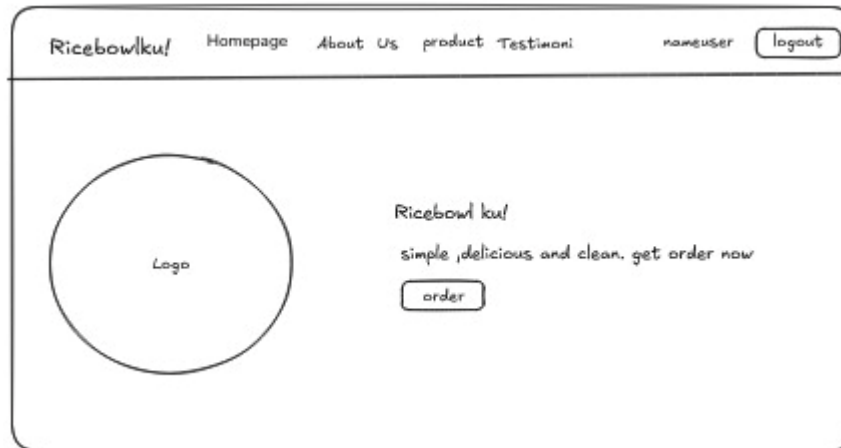 Ricebowlku! Homepage About Us product Testimoni nameuser logout
Logo
Ricebowl ku!
simple ,delicious and clean. get order now
order